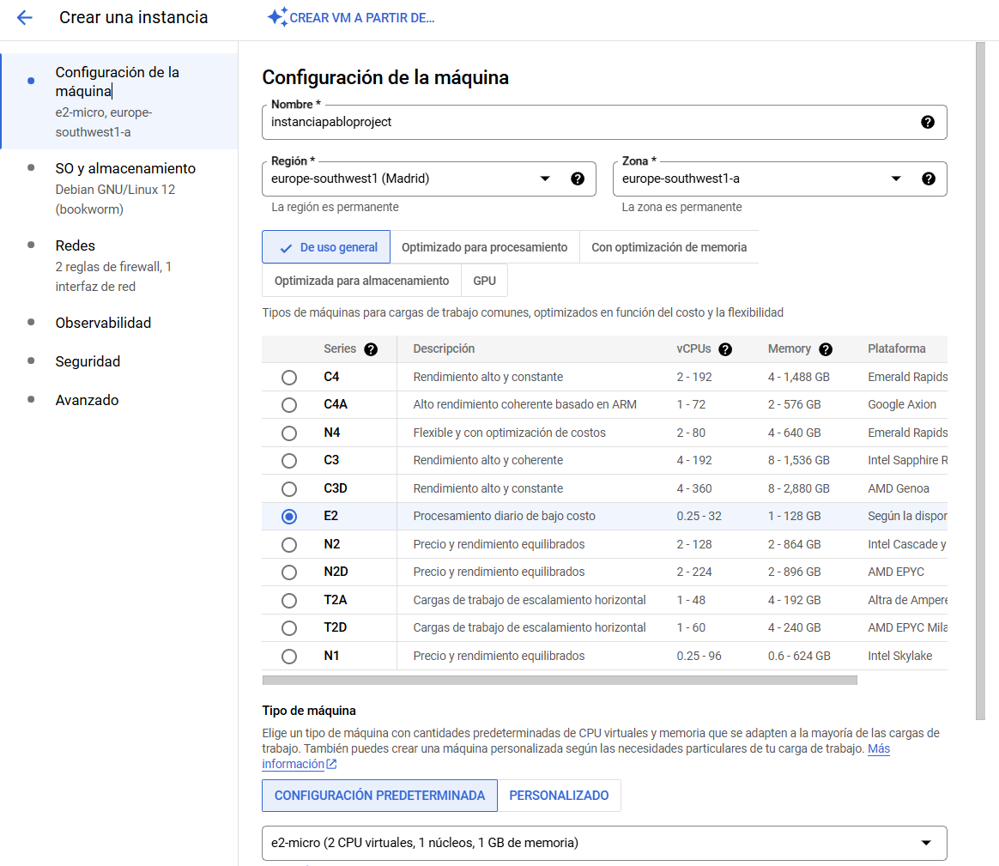 Crear una instancia
CREAR VM A PARTIR DE...
Configuración de la
máquina
e2-micro, europe-
southwest1-a
SO y almacenamiento
Debian GNU/Linux 12
(bookworm)
Redes
2 reglas de firewall, 1
interfaz de red
Observabilidad
Seguridad
Avanzado
Configuración de la máquina
Nombre *
instanciapabloproject
Región *
europe-southwest1 (Madrid)
La región es permanente
Zona *
europe-southwest1-a
La zona es permanente
De uso general
Optimizado para procesamiento
Con optimización de memoria
Optimizada para almacenamiento
GPU
Tipos de máquinas para cargas de trabajo comunes, optimizados en función del costo y la flexibilidad
Series Descripción vCPUs Memory Plataforma
C4 Rendimiento alto y constante 2 - 192 4 - 1,488 GB Emerald Rapids
C4A Alto rendimiento coherente basado en ARM 1 - 72 2 - 576 GB Google Axion
N4 Flexible y con optimización de costos 2 - 80 4 - 640 GB Emerald Rapids
C3 Rendimiento alto y coherente 4 - 192 8 - 1,536 GB Intel Sapphire R
C3D Rendimiento alto y constante 4 - 360 8 - 2,880 GB AMD Genoa
E2 Procesamiento diario de bajo costo 0.25 - 32 1 - 128 GB Según la dispon
N2 Precio y rendimiento equilibrados 2 - 128 2 - 864 GB Intel Cascade y
N2D Precio y rendimiento equilibrados 2 - 224 2 - 896 GB AMD EPYC
T2A Cargas de trabajo de escalamiento horizontal 1 - 48 4 - 192 GB Altra de Ampere
T2D Cargas de trabajo de escalamiento horizontal 1 - 60 4 - 240 GB AMD EPYC Mila
N1 Precio y rendimiento equilibrados 0.25 - 96 0.6 - 624 GB Intel Skylake
Tipo de máquina
Elige un tipo de máquina con cantidades predeterminadas de CPU virtuales y memoria que se adapten a la mayoría de las cargas de
trabajo. También puedes crear una máquina personalizada según las necesidades particulares de tu carga de trabajo. Más
información
CONFIGURACIÓN PREDETERMINADA
PERSONALIZADO
e2-micro (2 CPU virtuales, 1 núcleos, 1 GB de memoria)